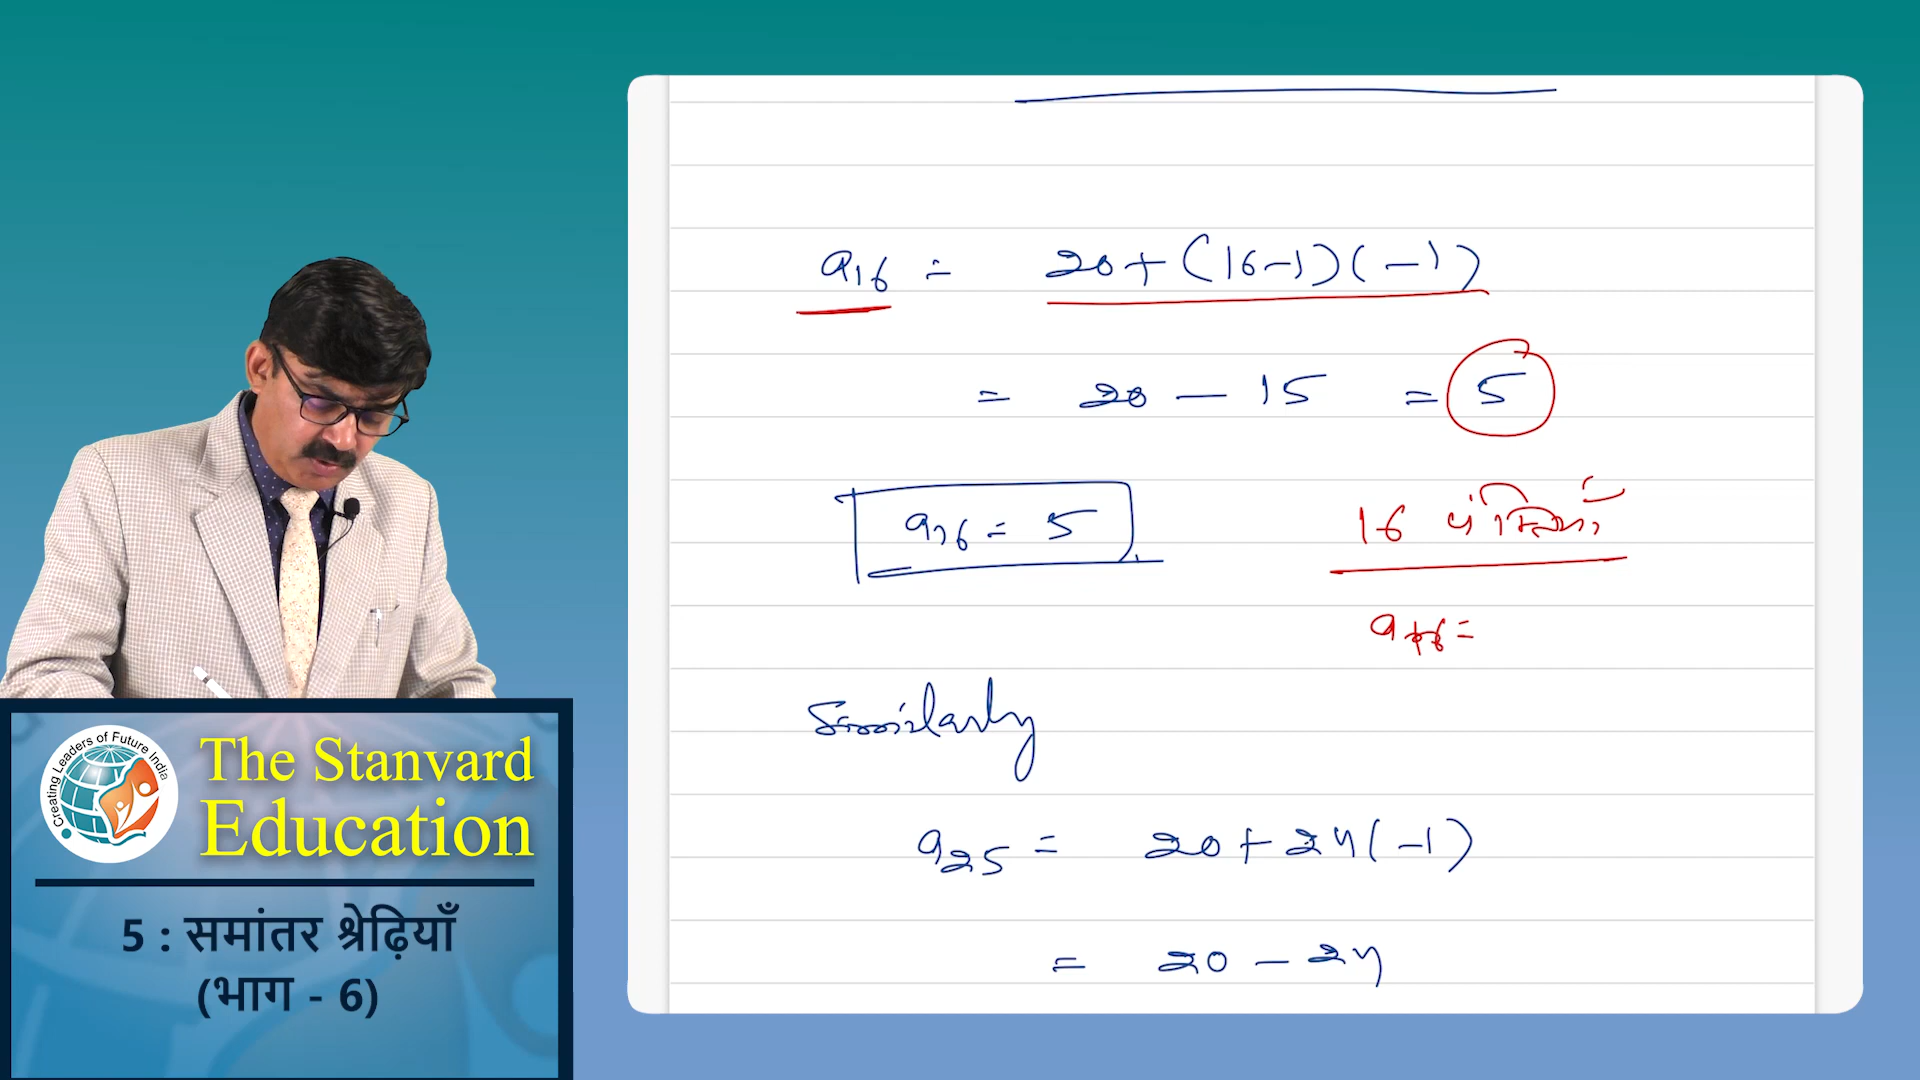 a16 = 20+(16-1)(-1)
= 20 - 15 = 5
a16 = 5
16 पंक्तियाँ
a16 =
Similarly
a25 = 20+24(-1)
= 20 - 24
Creating Leaders of Future India
The Stanvard
Education
5 : समांतर श्रेढ़ियाँ
(भाग - 6)